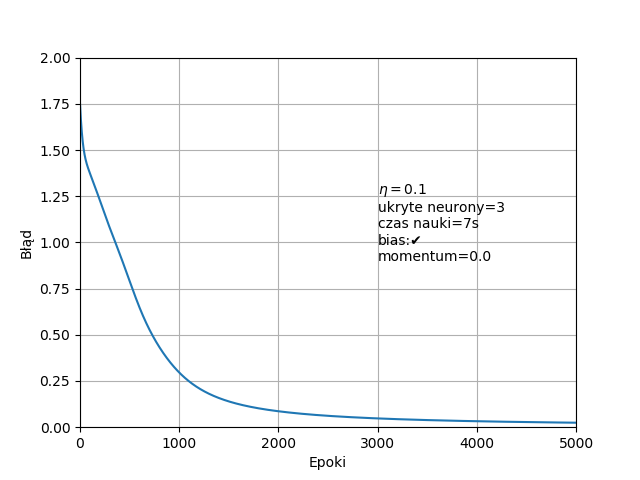 2.00
1.75
1.50
1.25
1.00
0.75
0.50
0.25
0.00
Błąd
η = 0.1
ukryte neurony=3
czas nauki=7s
bias:✔
momentum=0.0
0 1000 2000 3000 4000 5000
Epoki